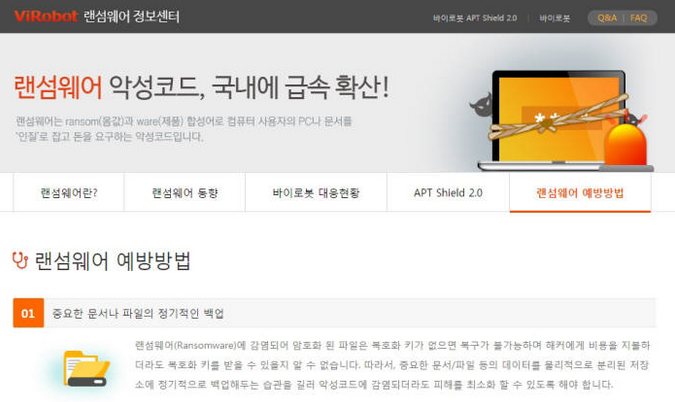 ViRobot 랜섬웨어 정보센터
바이로봇 APT Shield 2.0 | 바이로봇 Q&A | FAQ
랜섬웨어 악성코드, 국내에 급속 확산!
랜섬웨어는 ransom(몸값)과 ware(제품) 합성어로 컴퓨터 사용자의 PC나 문서를
'인질'로 잡고 돈을 요구하는 악성코드입니다.
****
랜섬웨어란? 랜섬웨어 동향 바이로봇 대응현황 APT Shield 2.0 랜섬웨어 예방방법
랜섬웨어 예방방법
01 중요한 문서나 파일의 정기적인 백업
랜섬웨어(Ransomware)에 감염되어 암호화 된 파일은 복호화 키가 없으면 복구가 불가능하며 해커에게 비용을 지불하
더라도 복호화 키를 받을 수 있을지 알 수 없습니다. 따라서, 중요한 문서/파일 등의 데이터를 물리적으로 분리된 저장
소에 정기적으로 백업해두는 습관을 길러 악성코드에 감염되더라도 피해를 최소화 할 수 있도록 해야 합니다.